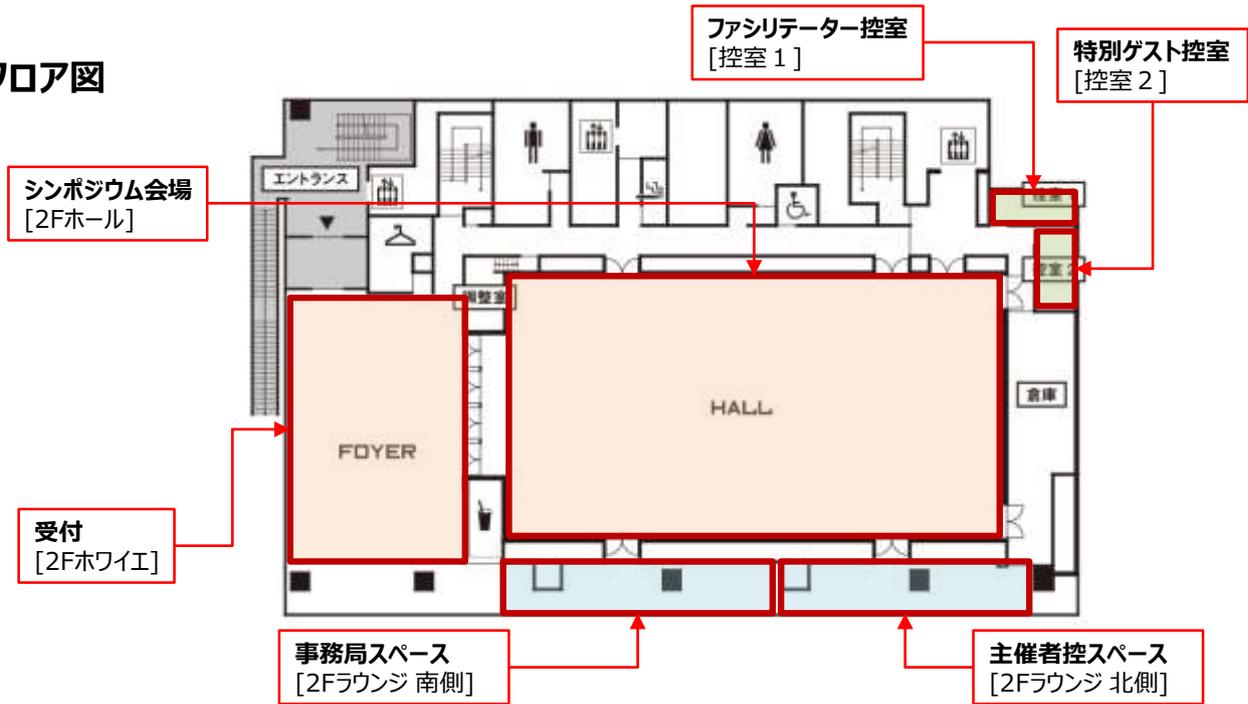 フロア図
ファシリテーター控室
[控室1]
特別ゲスト控室
[控室2]
シンポジウム会場
[2Fホール]
エントランス
控室
控室2
調整室
HALL
倉庫
FOYER
受付
[2Fホワイエ]
事務局スペース
[2Fラウンジ 南側]
主催者控スペース
[2Fラウンジ 北側]